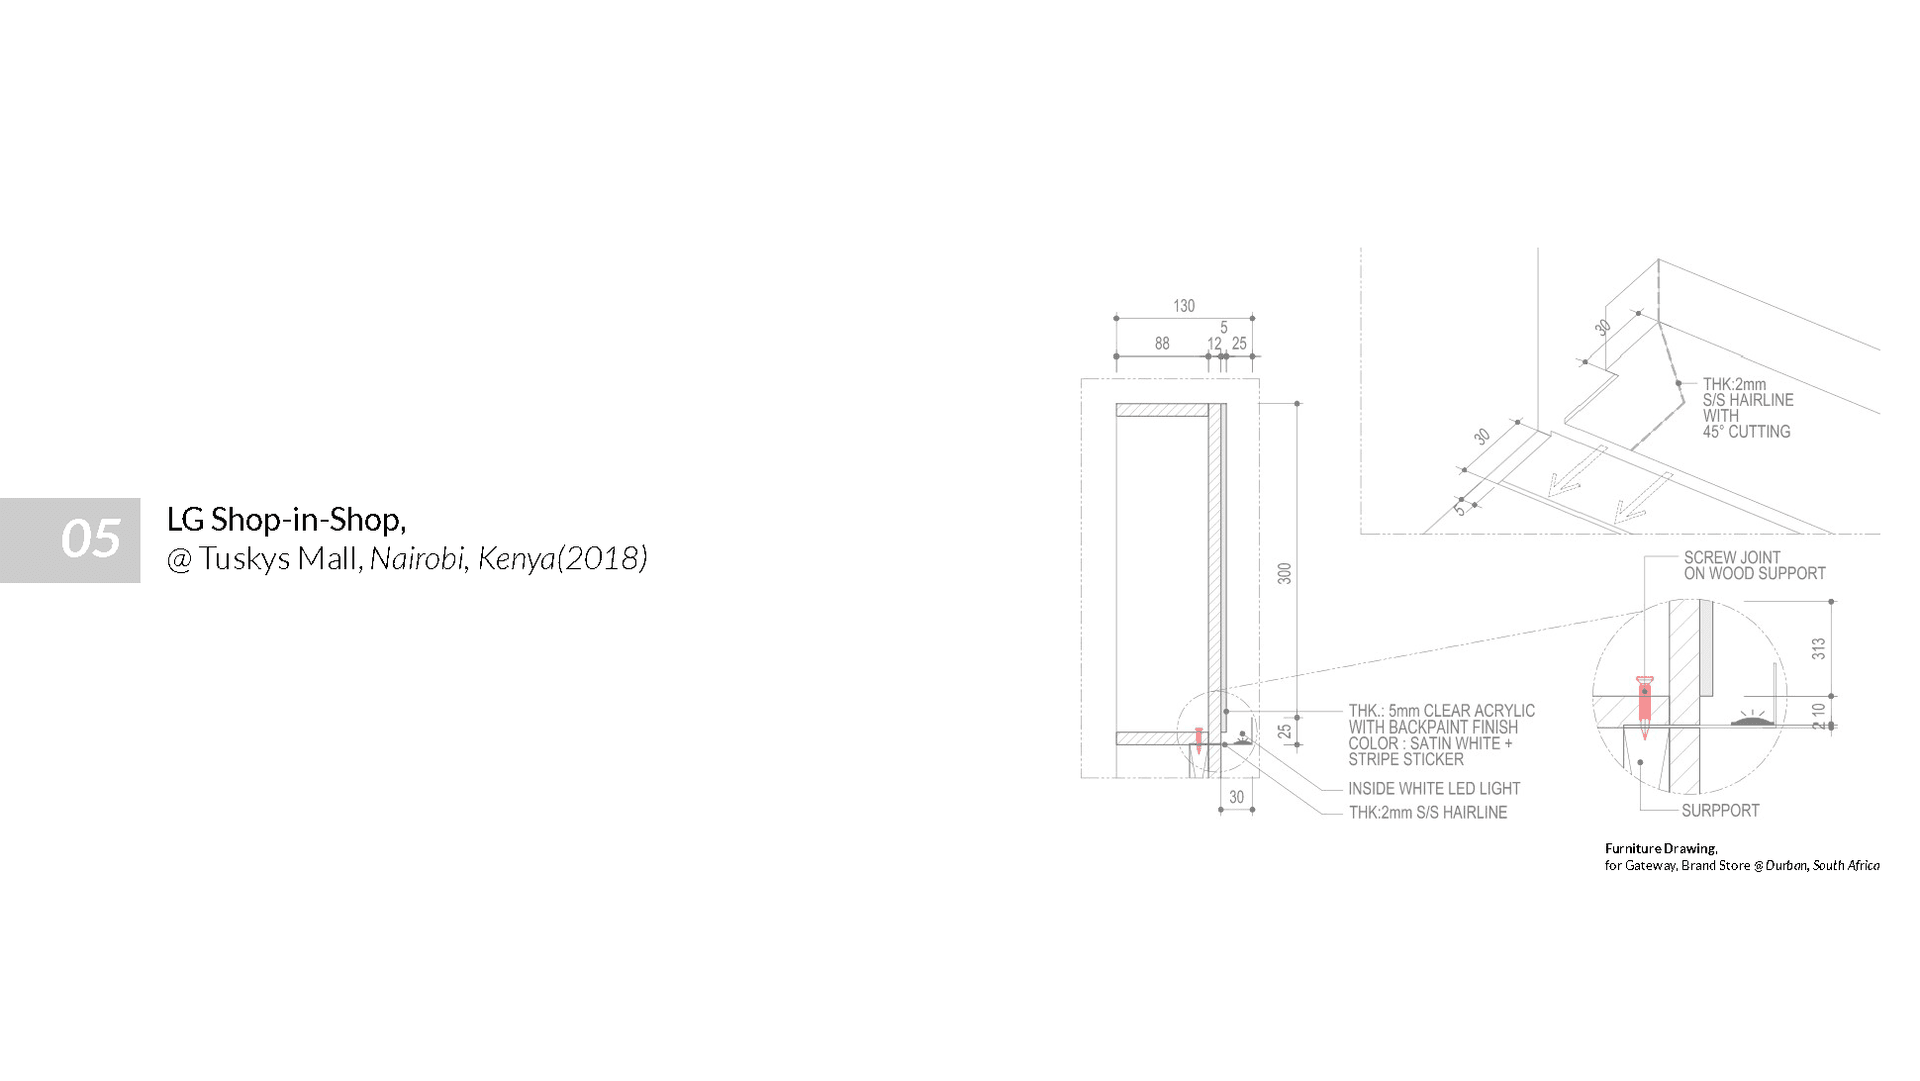 05
LG Shop-in-Shop,
@ Tuskys Mall, Nairobi, Kenya(2018)
130
5
88
12
25
300
25
30
THK.: 5mm CLEAR ACRYLIC
WITH BACKPAINT FINISH
COLOR : SATIN WHITE +
STRIPE STICKER
INSIDE WHITE LED LIGHT
THK:2mm S/S HAIRLINE
30
30
5
THK:2mm
S/S HAIRLINE
WITH
45° CUTTING
SCREW JOINT
ON WOOD SUPPORT
313
10
2
SURPPORT
Furniture Drawing,
for Gateway, Brand Store @ Durban, South Africa